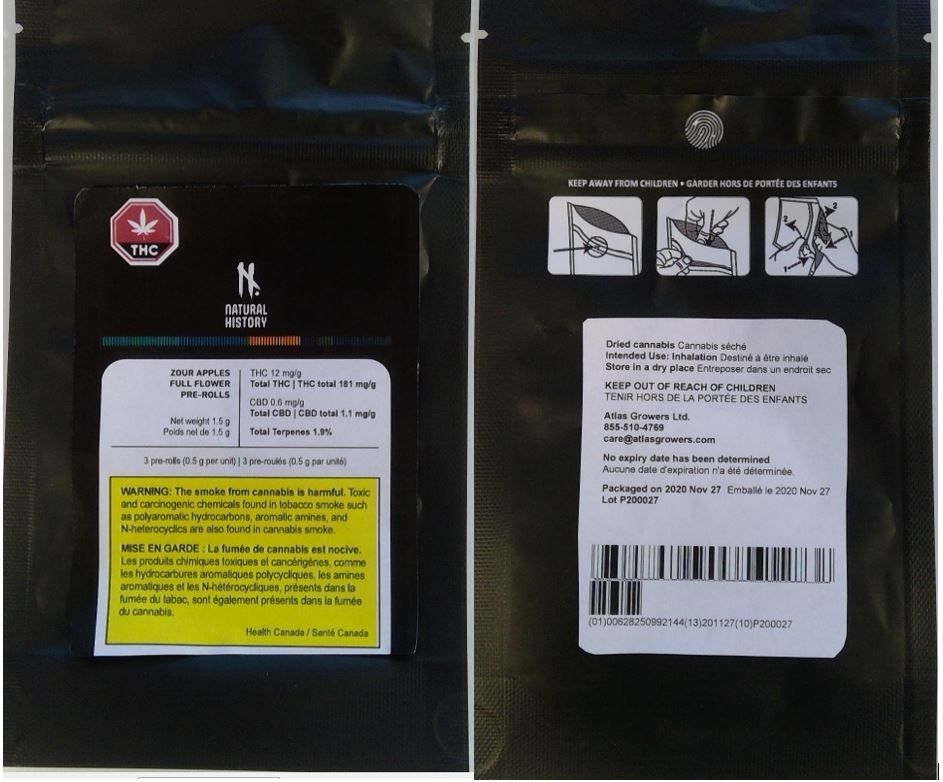 THC
N.
NATURAL
HISTORY
ZOUR APPLES
FULL FLOWER
PRE-ROLLS
Net weight 1.5 g
Poids net de 1.5 g
THC 12 mg/g
Total THC | THC total 181 mg/g
CBD 0.6 mg/g
Total CBD | CBD total 1.1 mg/g
Total Terpenes 1.9%
3 pre-rolls (0.5 g per unit) | 3 pre-roulés (0.5 g par unité)
WARNING: The smoke from cannabis is harmful. Toxic
and carcinogenic chemicals found in tobacco smoke such
as polyaromatic hydrocarbons, aromatic amines, and
N-heterocyclics are also found in cannabis smoke.
MISE EN GARDE : La fumée de cannabis est nocive.
Les produits chimiques toxiques et cancérigènes, comme
les hydrocarbures aromatiques polycycliques, les amines
aromatiques et les N-hétérocycliques, présents dans la
fumée du tabac, sont également présents dans la fumée
du cannabis.
Health Canada / Santé Canada
KEEP AWAY FROM CHILDREN • GARDER HORS DE PORTÉE DES ENFANTS
Dried cannabis Cannabis séché
Intended Use: Inhalation Destiné à être inhalé
Store in a dry place Entreposer dans un endroit sec
KEEP OUT OF REACH OF CHILDREN
TENIR HORS DE LA PORTÉE DES ENFANTS
Atlas Growers Ltd.
855-510-4769
care@atlasgrowers.com
No expiry date has been determined
Aucune date d'expiration n'a été déterminée.
Packaged on 2020 Nov 27 Emballé le 2020 Nov 27
Lot P200027
(01)00628250992144(13)201127(10)P200027